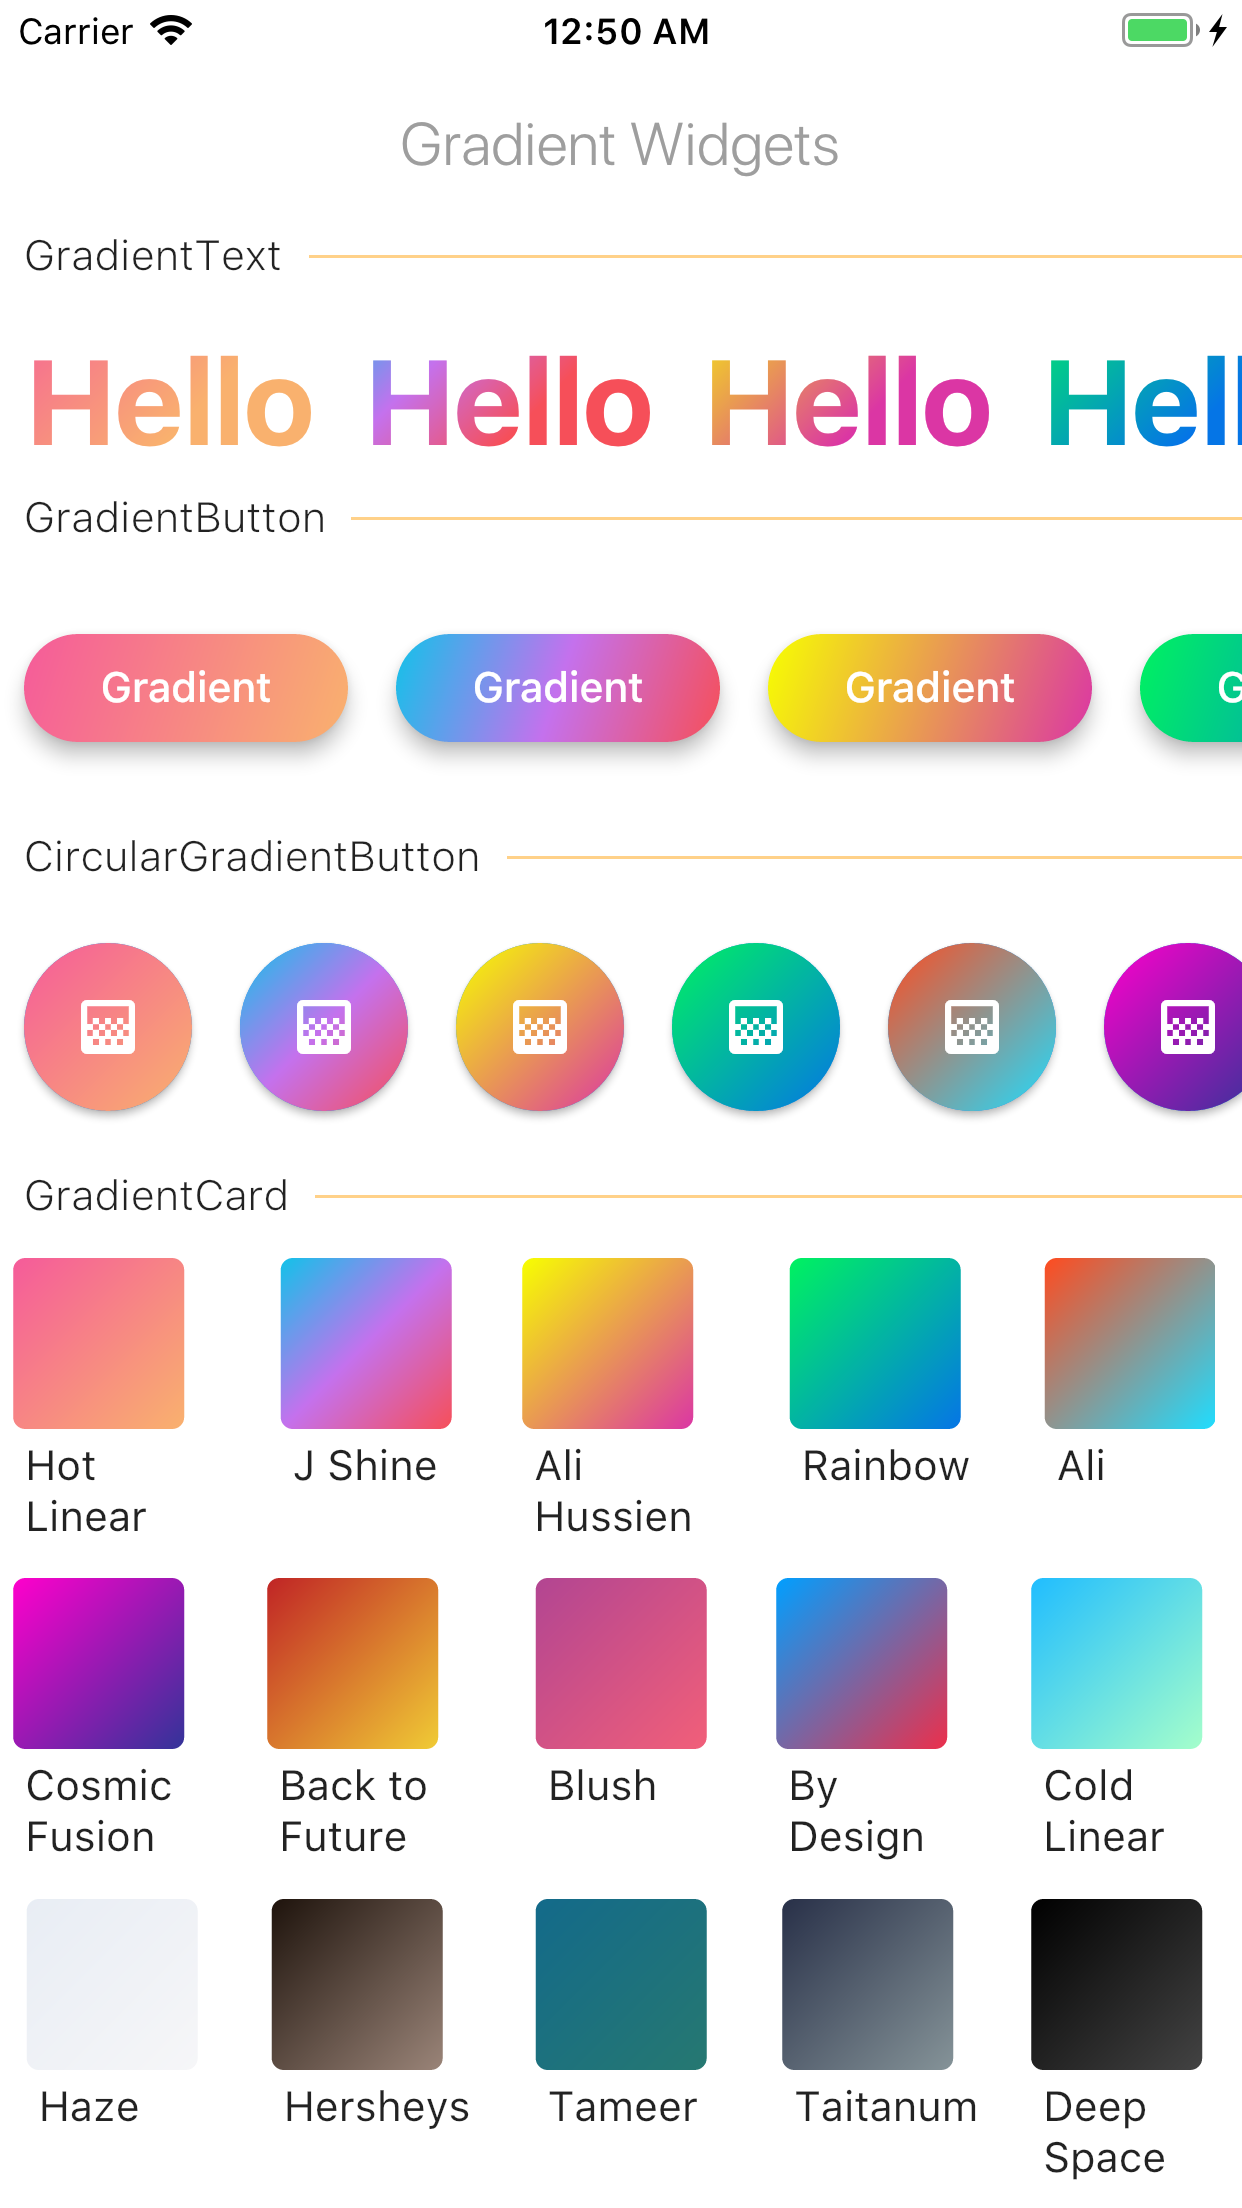 Carrier 12:50 AM
Gradient Widgets
GradientText
Hello Hello Hello Hell
GradientButton
Gradient Gradient Gradient G
CircularGradientButton
GradientCard
Hot J Shine Ali Rainbow Ali
Linear Hussien
Cosmic Back to Blush By Cold
Fusion Future Design Linear
Haze Hersheys Tameer Taitanum Deep
Space